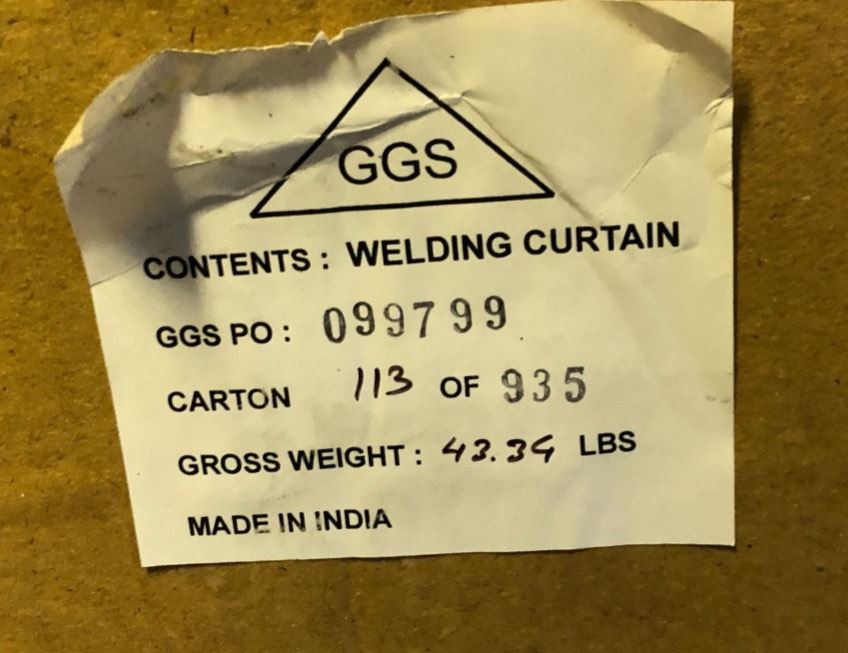 GGS
CONTENTS : WELDING CURTAIN
GGS PO : 099799
CARTON 113 OF 935
GROSS WEIGHT : 43.34 LBS
MADE IN INDIA